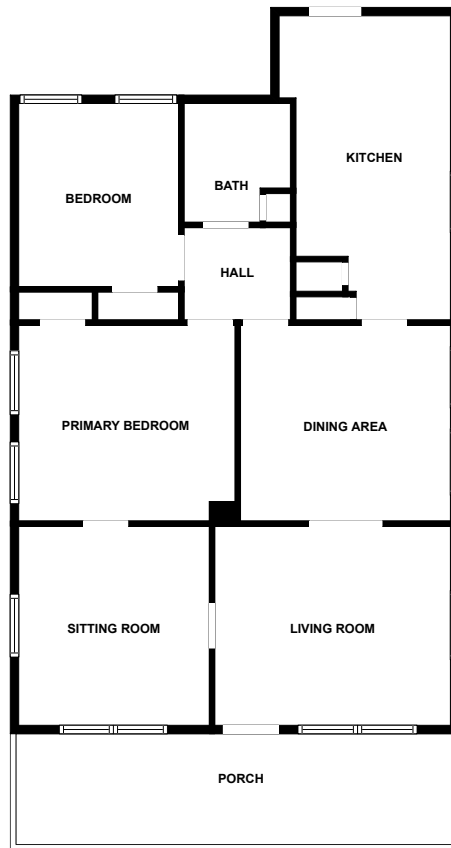 KITCHEN
BATH
BEDROOM
HALL
PRIMARY BEDROOM
DINING AREA
SITTING ROOM
LIVING ROOM
PORCH